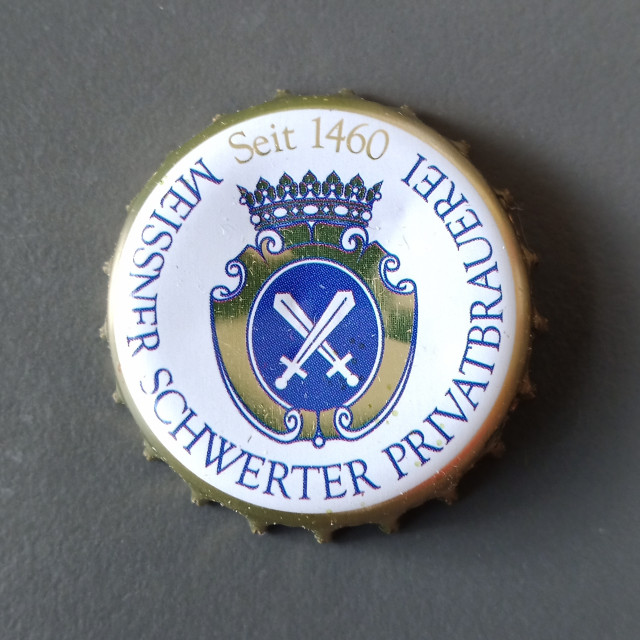 Seit 1460
MEISSNER SCHWERTER PRIVATBRAUEREI